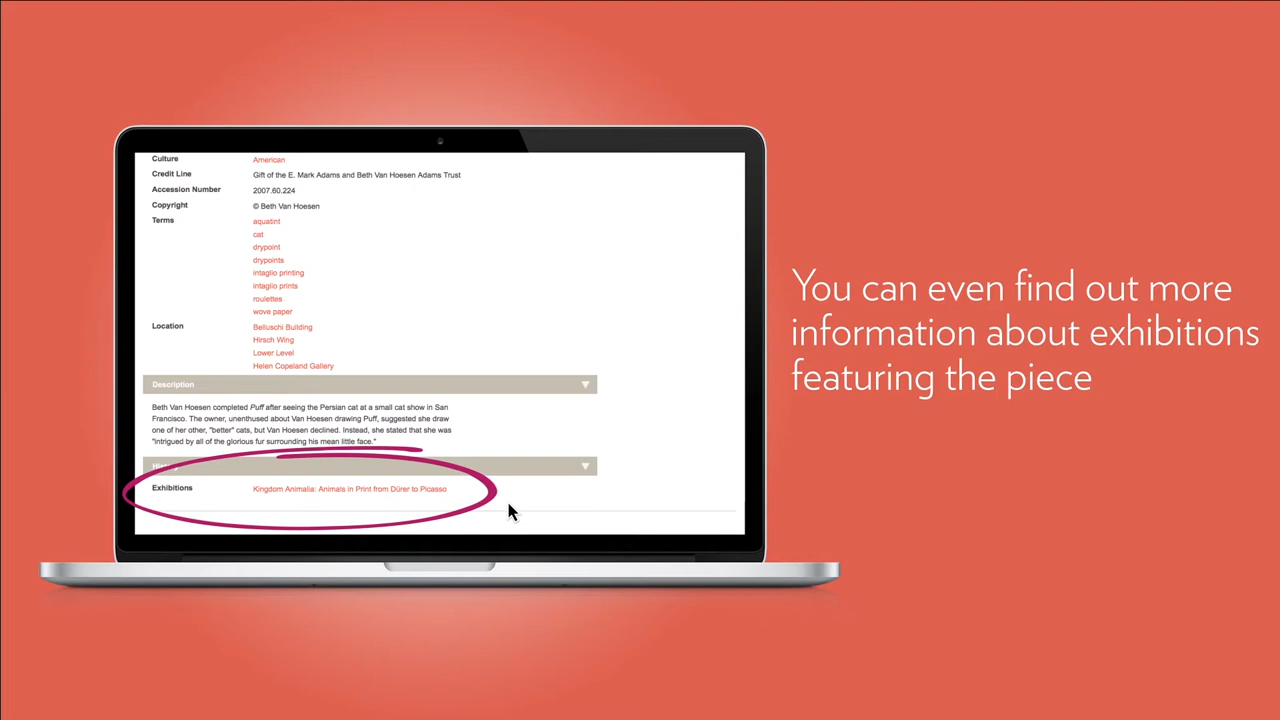 Culture American
Credit Line Gift of the E. Mark Adams and Beth Van Hoesen Adams Trust
Accession Number 2007.60.224
Copyright © Beth Van Hoesen
Terms aquatint
cat
drypoint
drypoints
intaglio printing
intaglio prints
roulettes
wove paper
Location Belluschi Building
Hirsch Wing
Lower Level
Helen Copeland Gallery
Description
Beth Van Hoesen completed Puff after seeing the Persian cat at a small cat show in San
Francisco. The owner, unenthused about Van Hoesen drawing Puff, suggested she draw
one of her other, "better" cats, but Van Hoesen declined. Instead, she stated that she was
"intrigued by all of the glorious fur surrounding his mean little face."
History
Exhibitions Kingdom Animalia: Animals in Print from Dürer to Picasso
You can even find out more
information about exhibitions
featuring the piece